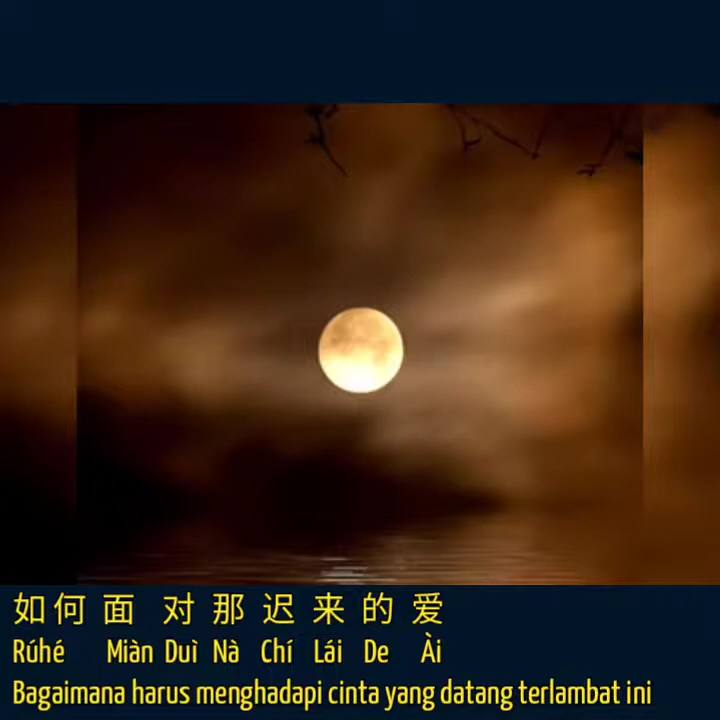 如何 面 对 那 迟 来 的 爱
Rúhé Miàn Duì Nà Chí Lái De Ài
Bagaimana harus menghadapi cinta yang datang terlambat ini